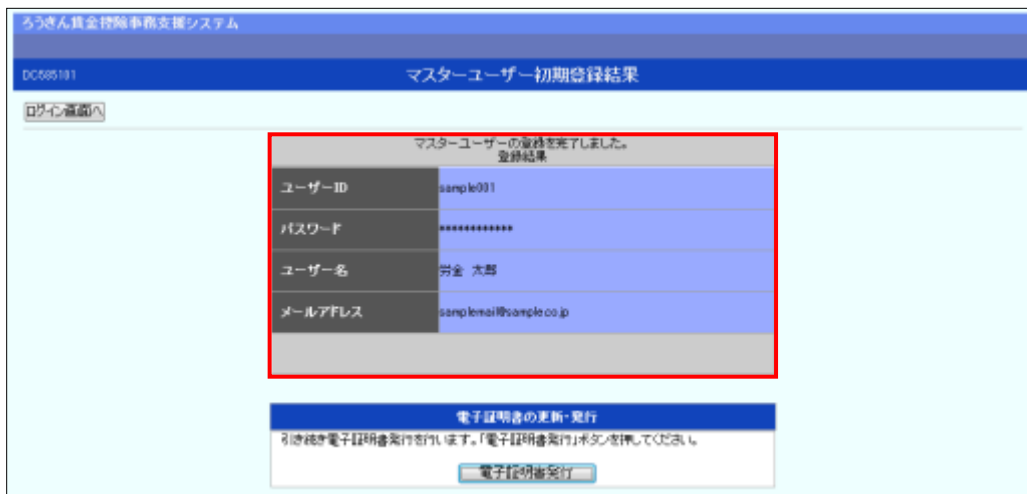 ろうきん賃金控除事務支援システム
DC585101
マスターユーザー初期登録結果
ログイン画面へ
マスターユーザーの登録を完了しました。
登録結果
ユーザーID
sample001
パスワード
************
ユーザー名
労金 太郎
メールアドレス
samplemail@sample.co.jp
電子証明書の更新・発行
引き続き電子証明書発行を行います。「電子証明書発行」ボタンを押してください。
電子証明書発行